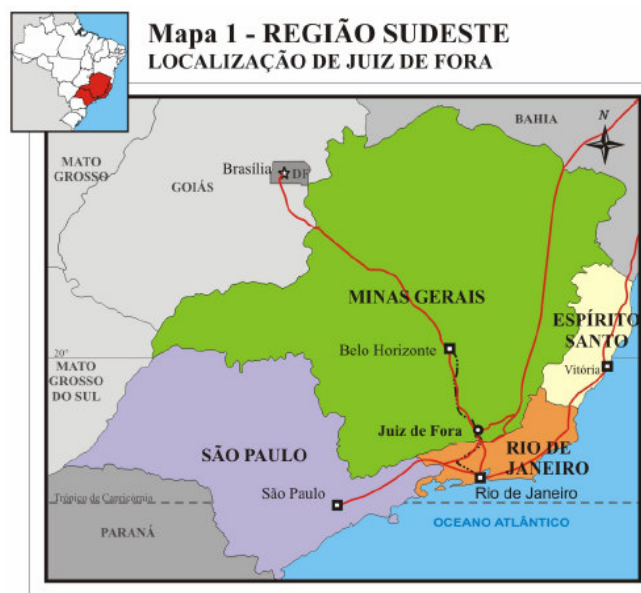 Mapa 1 - REGIÃO SUDESTE
LOCALIZAÇÃO DE JUIZ DE FORA
BAHIA
N
MATO
GROSSO
Brasília
DF
GOIÁS
MINAS GERAIS
ESPÍRITO
SANTO
Belo Horizonte
20°
MATO
GROSSO
DO SUL
Vitória
Juiz de Fora
RIO DE
JANEIRO
SÃO PAULO
São Paulo
Rio de Janeiro
Trópico de Capricórnio
OCEANO ATLÂNTICO
PARANÁ